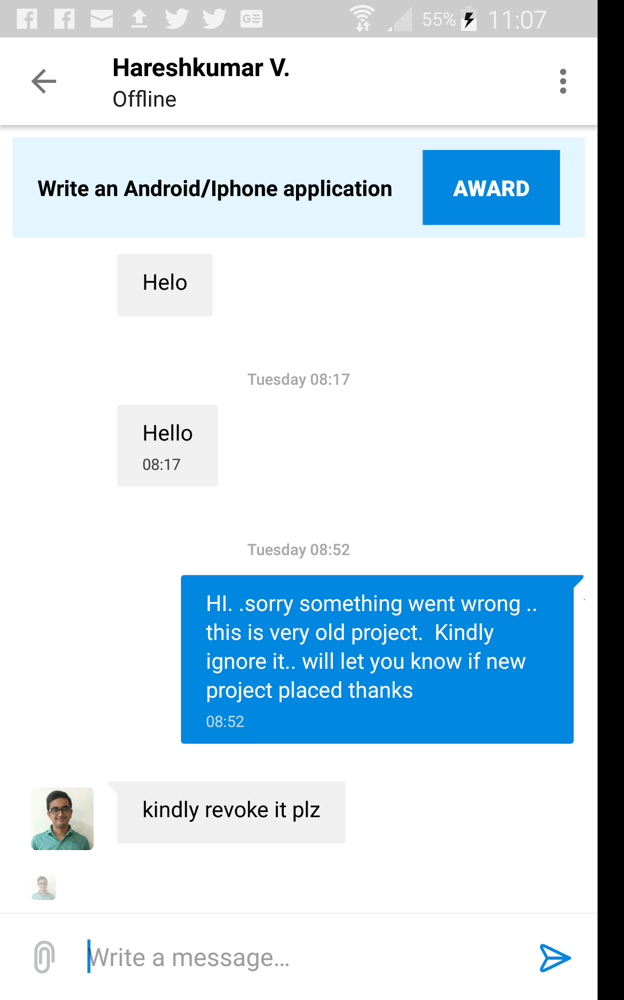 55% 11:07
Hareshkumar V.
Offline
Write an Android/Iphone application
AWARD
Helo
Tuesday 08:17
Hello
08:17
Tuesday 08:52
HI. .sorry something went wrong ..
this is very old project.  Kindly
ignore it.. will let you know if new
project placed thanks
08:52
kindly revoke it plz
Write a message...